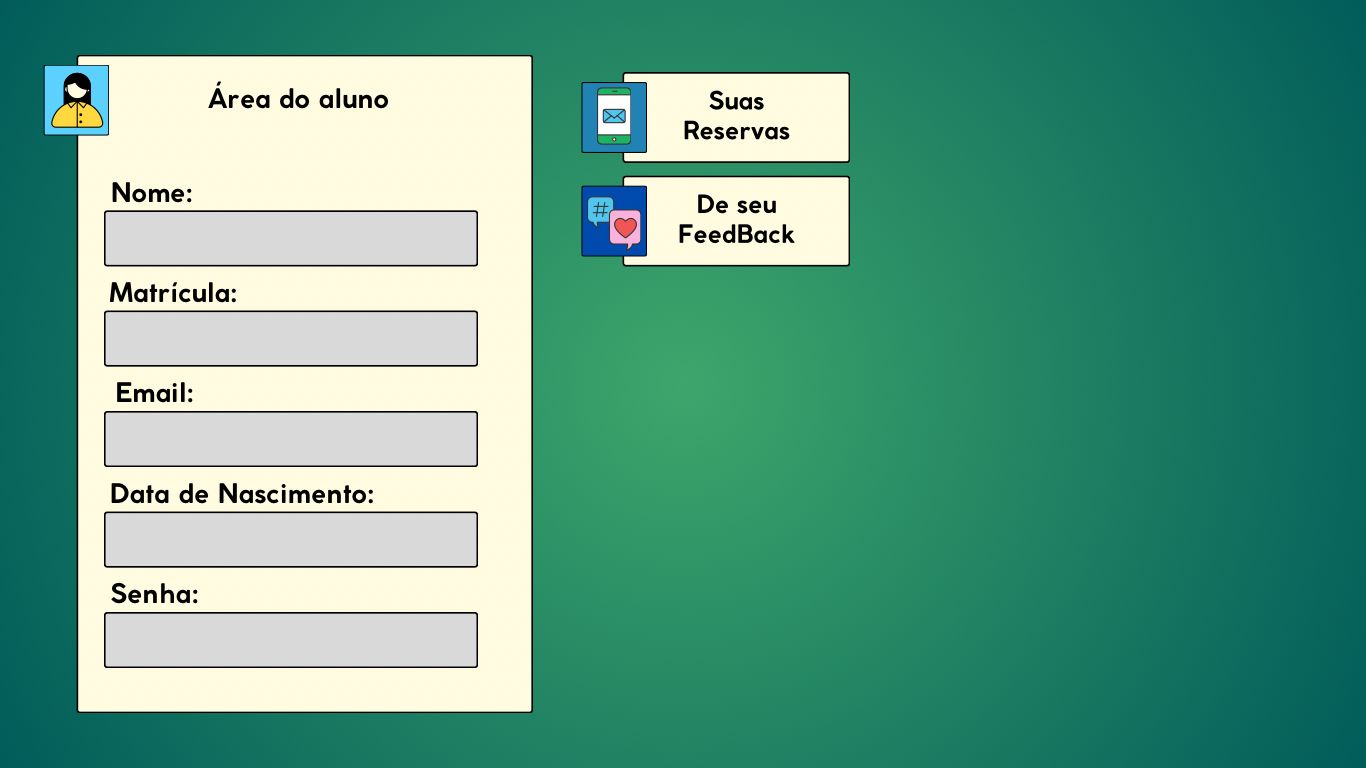 Área do aluno
Nome:
Matrícula:
Email:
Data de Nascimento:
Senha:
Suas
Reservas
#
De seu
FeedBack